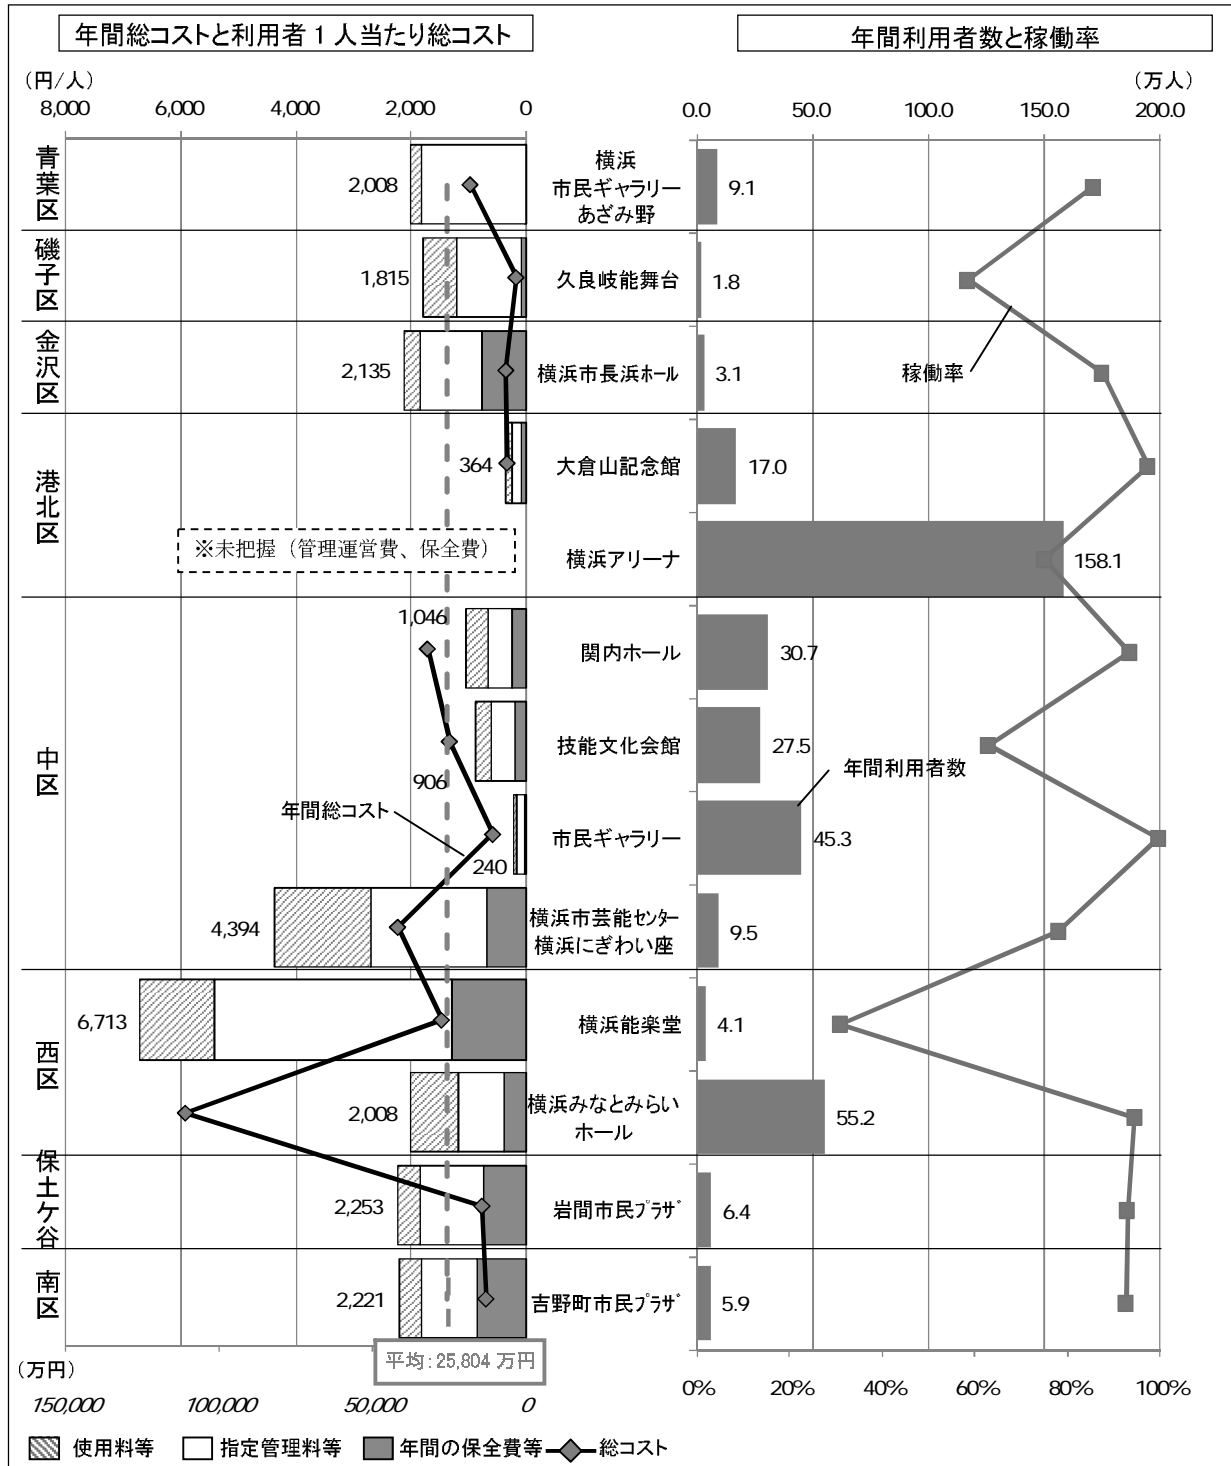 年間総コストと利用者１人当たり総コスト
年間利用者数と稼働率
(円/人)
8,000 6,000 4,000 2,000 0
(万人)
0.0 50.0 100.0 150.0 200.0
青葉区
2,008
横浜
市民ギャラリー
あざみ野
9.1
磯子区
1,815
久良岐能舞台
1.8
金沢区
2,135
横浜市長浜ホール
3.1
稼働率
港北区
364
大倉山記念館
17.0
※未把握（管理運営費、保全費）
横浜アリーナ
158.1
中区
1,046
関内ホール
30.7
906
技能文化会館
27.5
年間利用者数
年間総コスト
240
市民ギャラリー
45.3
4,394
横浜市芸能センター
横浜にぎわい座
9.5
西区
6,713
横浜能楽堂
4.1
2,008
横浜みなとみらい
ホール
55.2
保土ケ谷
2,253
岩間市民プラザ
6.4
南区
2,221
吉野町市民プラザ
5.9
平均：25,804 万円
(万円)
150,000 100,000 50,000 0
0% 20% 40% 60% 80% 100%
使用料等 指定管理料等 年間の保全費等 総コスト